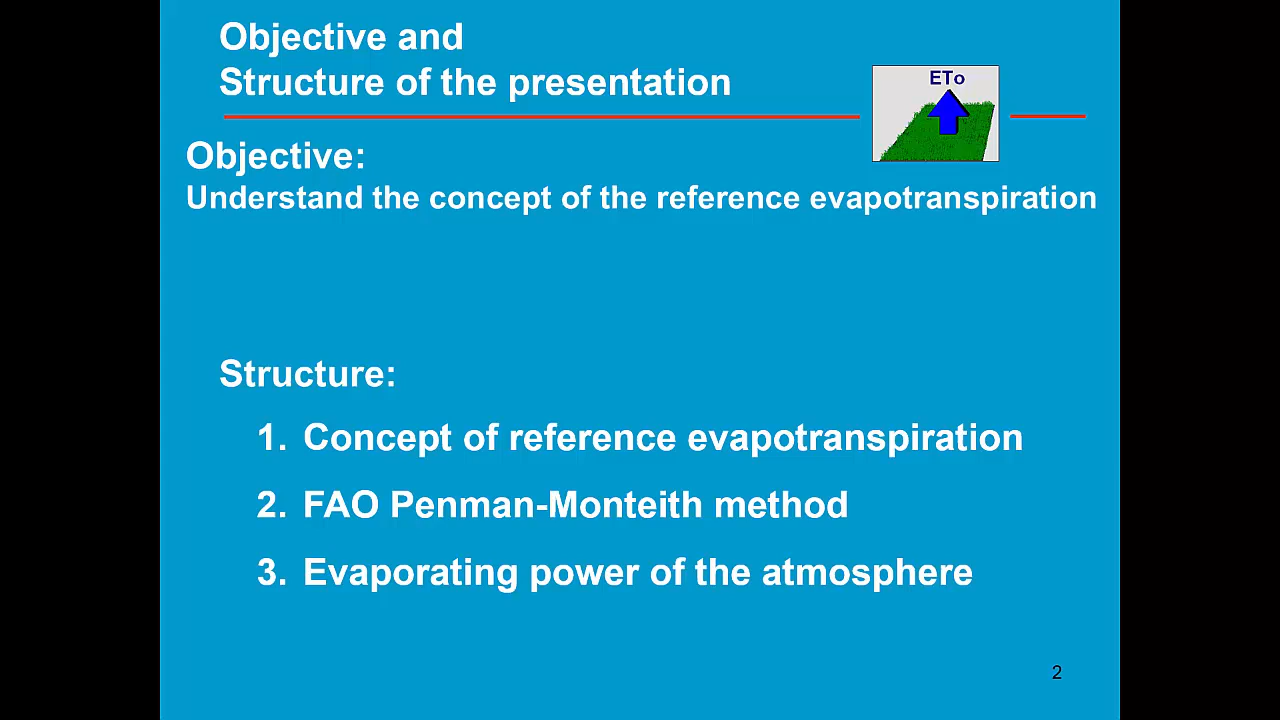 Objective and
Structure of the presentation
ETo
Objective:
Understand the concept of the reference evapotranspiration
Structure:
1. Concept of reference evapotranspiration
2. FAO Penman-Monteith method
3. Evaporating power of the atmosphere
2